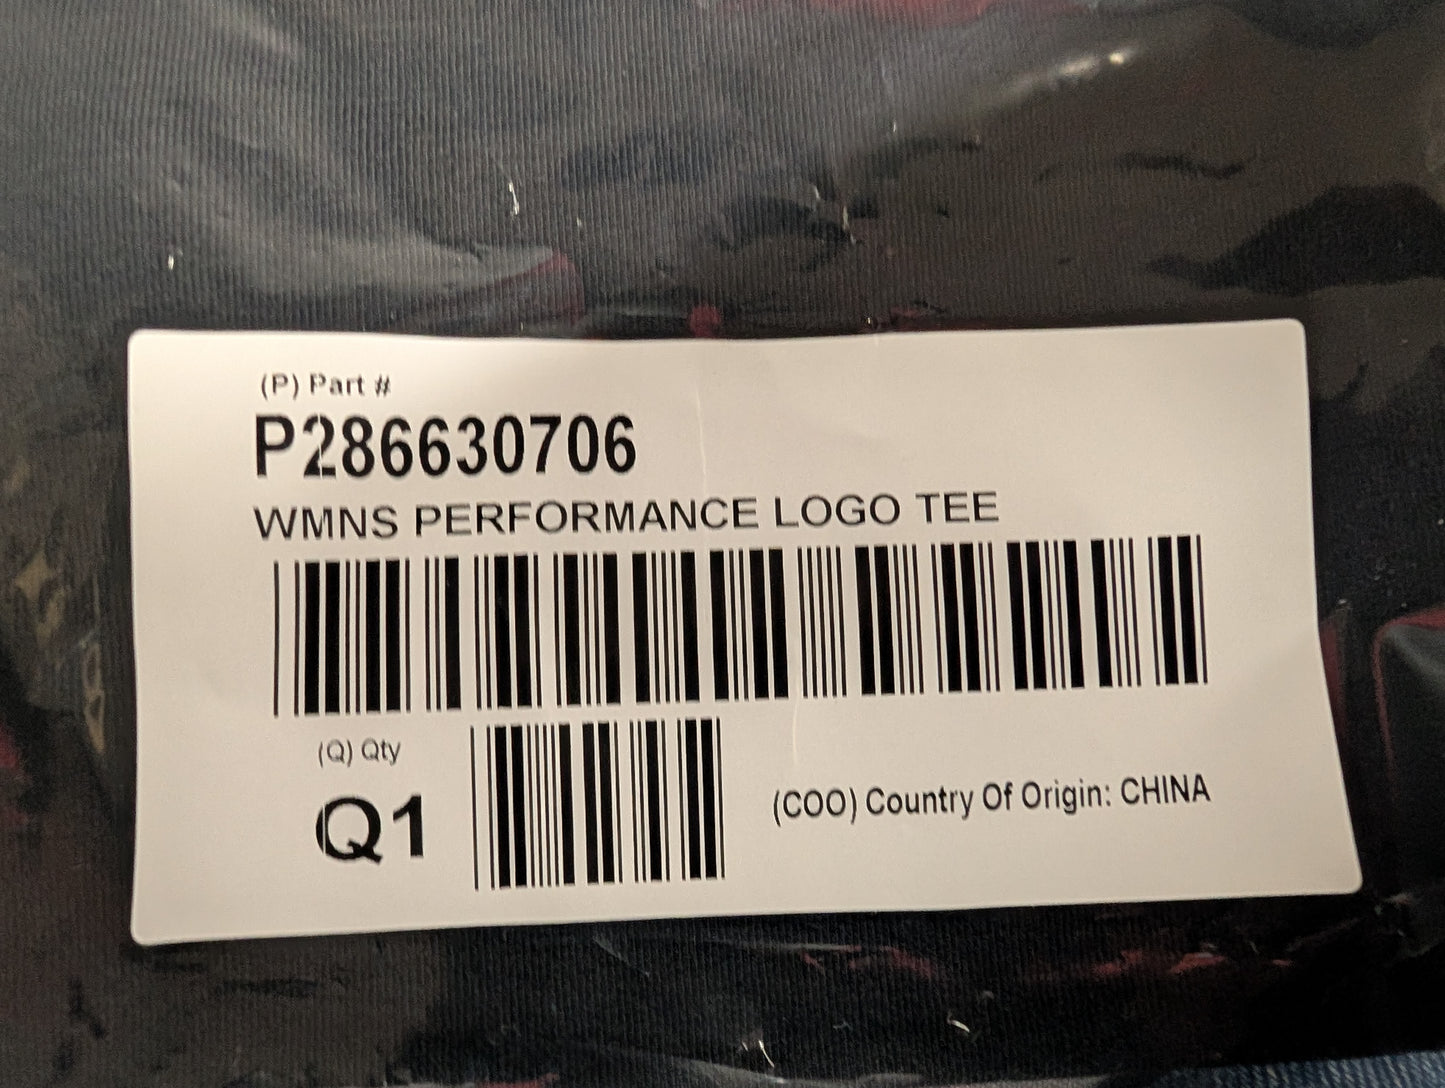 (P) Part #
P286630706
WMNS PERFORMANCE LOGO TEE
(Q) Qty
Q1
(COO) Country Of Origin: CHINA